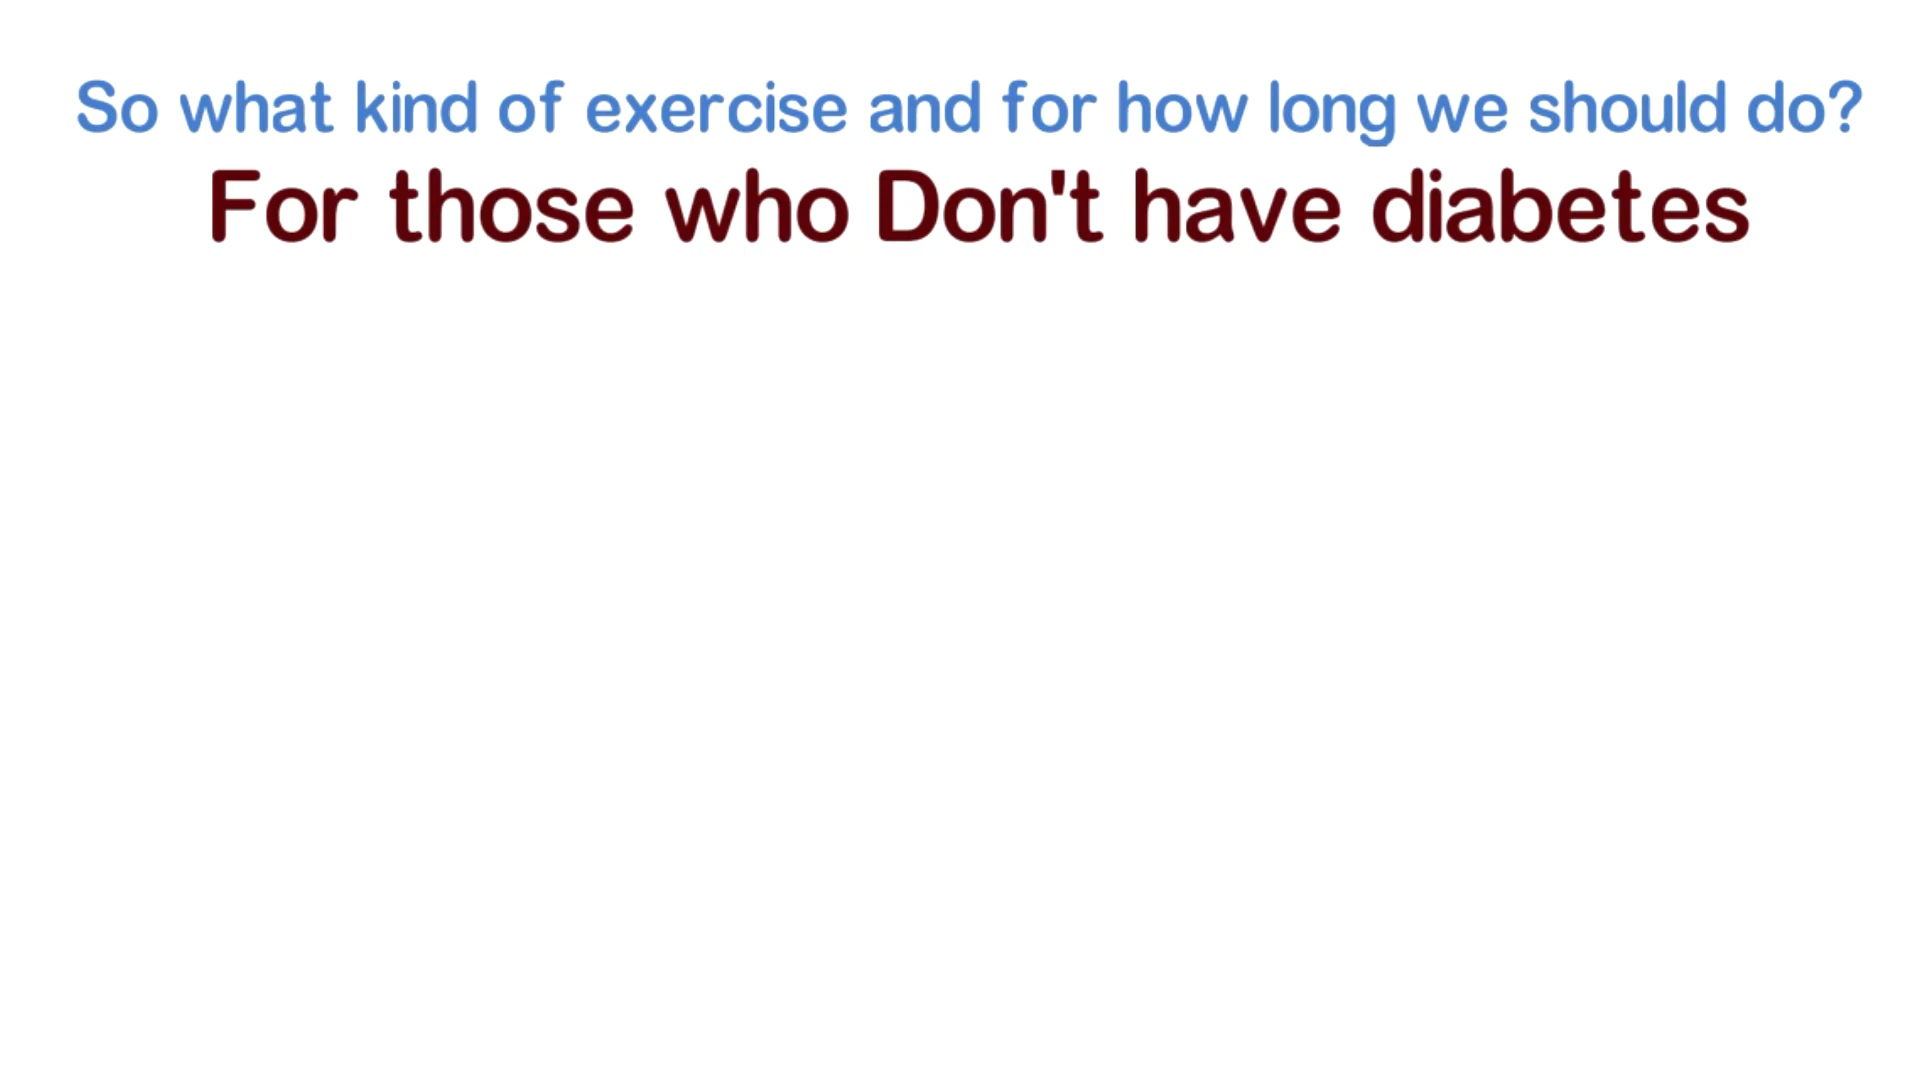 So what kind of exercise and for how long we should do?
For those who Don't have diabetes